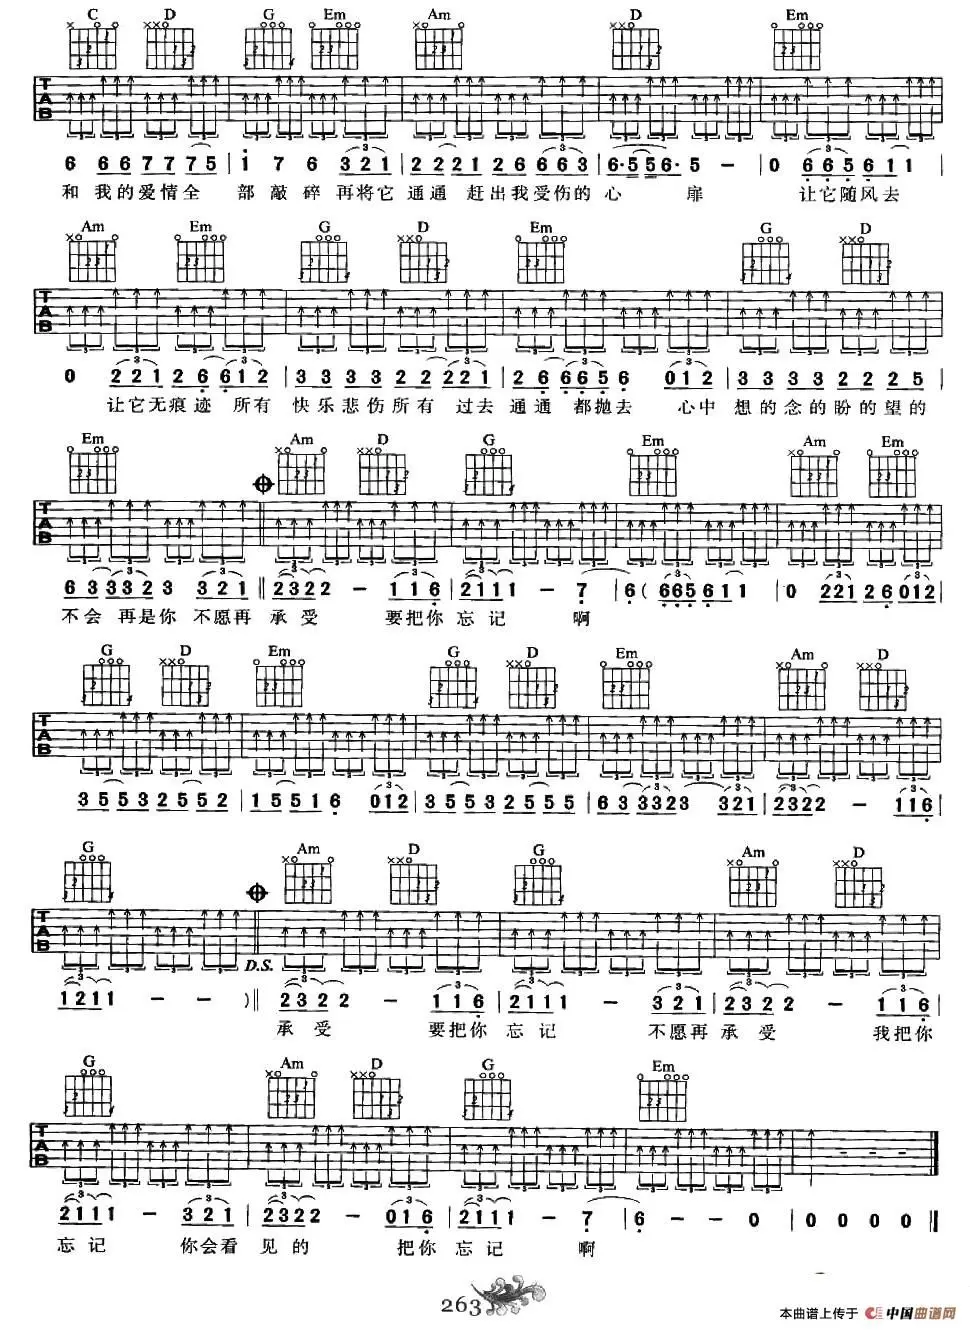 C D G Em Am D Em
T A B
6 6 6 7 7 7 5 | 1 7 6 3 2 1 | 2 2 2 1 2 6 6 6 3 | 6· 5 5 6· 5 – | 0 6 6 5 6 1 1 |
和 我的爱情全 部敲碎再将它 通通 赶出我受伤的心 扉 让它随风去
Am Em G D Em G D
T A B
0 2 2 1 2 6 6 1 2 | 3 3 3 3 2 2 2 2 1 | 2 6 6 6 5 6 0 1 2 | 3 3 3 3 2 2 2 5 |
让它无痕迹 所有 快乐悲伤所有 过去 通通 都抛去 心中 想的念的盼的望的
Em Am D G Em Am Em
T A B
6 3 3 3 2 3 3 2 1 ‖ 2 3 2 2 – 1 1 6 | 2 1 1 1 – 7 | 6 ( 6 6 5 6 1 1 | 0 2 2 1 2 6 0 1 2 |
不会 再是你 不愿再 承受 要把你 忘记 啊
G D Em G D Em Am D
T A B
3 5 5 3 2 5 5 2 | 1 5 5 1 6 0 1 2 | 3 5 5 3 2 5 5 5 | 6 3 3 3 2 3 3 2 1 | 2 3 2 2 – 1 1 6 |
G Am D G Am D
T A B
D.S.
1 2 1 1 – – ) ‖ 2 3 2 2 2 – 1 1 6 | 2 1 1 1 – 3 2 1 | 2 3 2 2 2 – 1 1 6 |
承受 要把你 忘记 不愿再 承受 我把你
G Am D G Em
T A B
2 1 1 1 1 – 3 2 1 | 2 3 2 2 2 – 0 1 6 | 2 1 1 1 1 – 7 | 6 – – 0 | 0 0 0 0 ‖
忘记 你会看 见的 把你 忘记 啊
263
本曲谱上传于 中国曲谱网